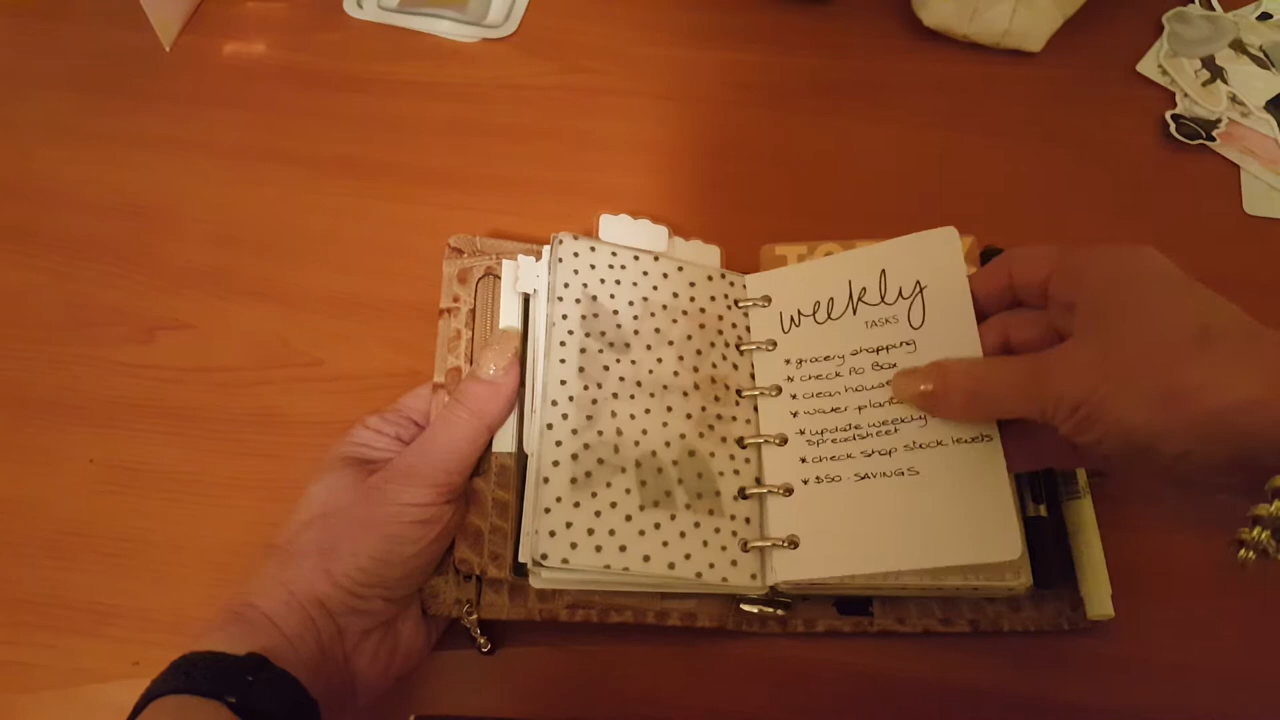 weekly
TASKS
* grocery shopping
* check PO Box
* clean house
* water plants
* update weekly
spreadsheet
* check shop stock levels
* $50 - SAVINGS